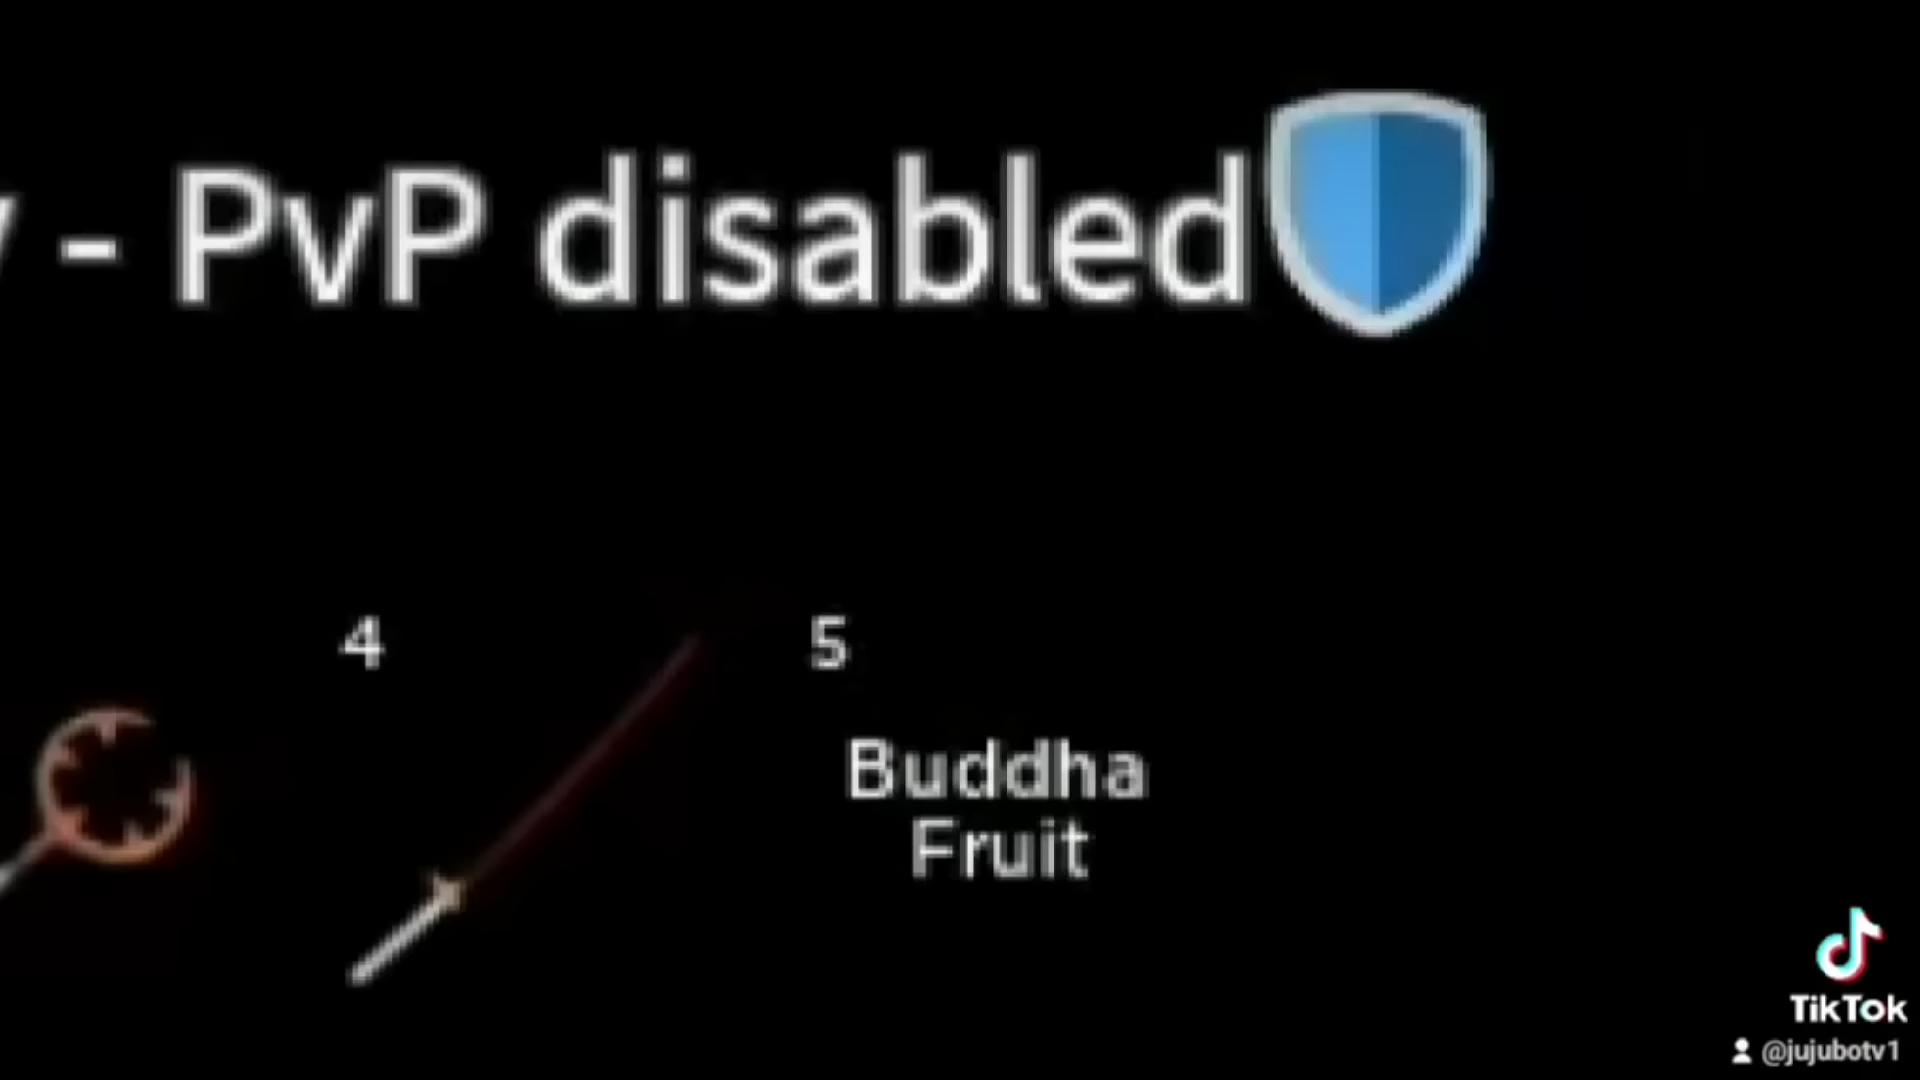 - PvP disabled
4
5
Buddha
Fruit
TikTok
@jujubotv1